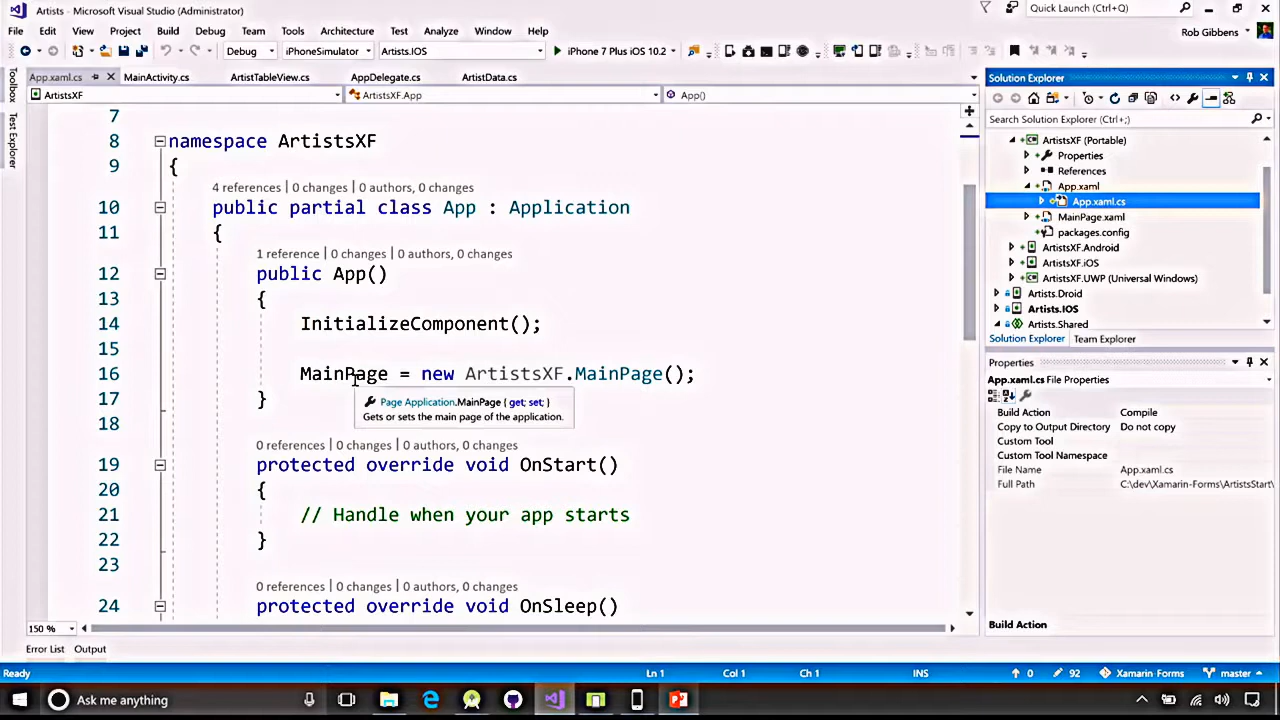 Artists - Microsoft Visual Studio (Administrator)
Quick Launch (Ctrl+Q)
File Edit View Project Build Debug Team Tools Architecture Test Analyze Window Help
Rob Gibbens
Debug iPhoneSimulator Artists.IOS iPhone 7 Plus iOS 10.2
Toolbox
Test Explorer
App.xaml.cs MainActivity.cs ArtistTableView.cs AppDelegate.cs ArtistData.cs
ArtistsXF ArtistsXF.App App()
7
8 namespace ArtistsXF
9 {
4 references | 0 changes | 0 authors, 0 changes
10 public partial class App : Application
11 {
1 reference | 0 changes | 0 authors, 0 changes
12 public App()
13 {
14 InitializeComponent();
15
16 MainPage = new ArtistsXF.MainPage();
17 }
Page Application.MainPage { get; set; }
Gets or sets the main page of the application.
18
0 references | 0 changes | 0 authors, 0 changes
19 protected override void OnStart()
20 {
21 // Handle when your app starts
22 }
23
0 references | 0 changes | 0 authors, 0 changes
24 protected override void OnSleep()
150 %
Solution Explorer
Search Solution Explorer (Ctrl+;)
ArtistsXF (Portable)
Properties
References
App.xaml
App.xaml.cs
MainPage.xaml
packages.config
ArtistsXF.Android
ArtistsXF.iOS
ArtistsXF.UWP (Universal Windows)
Artists.Droid
Artists.IOS
Artists.Shared
Solution Explorer Team Explorer
Properties
App.xaml.cs File Properties
Build Action Compile
Copy to Output Directory Do not copy
Custom Tool
Custom Tool Namespace
File Name App.xaml.cs
Full Path C:\dev\Xamarin-Forms\ArtistsStart\
Build Action
Error List Output
Ready Ln 1 Col 1 Ch 1 INS 0 92 Xamarin Forms master
Ask me anything